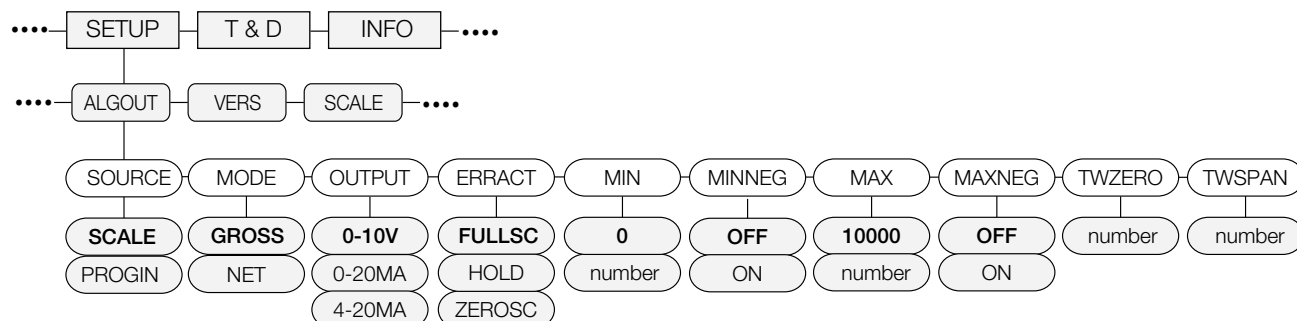 SETUP T & D INFO
ALGOUT VERS SCALE
SOURCE MODE OUTPUT ERRACT MIN MINNEG MAX MAXNEG TWZERO TWSPAN
SCALE GROSS 0-10V FULLSC 0 OFF 10000 OFF number number
PROGIN NET 0-20MA HOLD number ON number ON
4-20MA ZEROSC